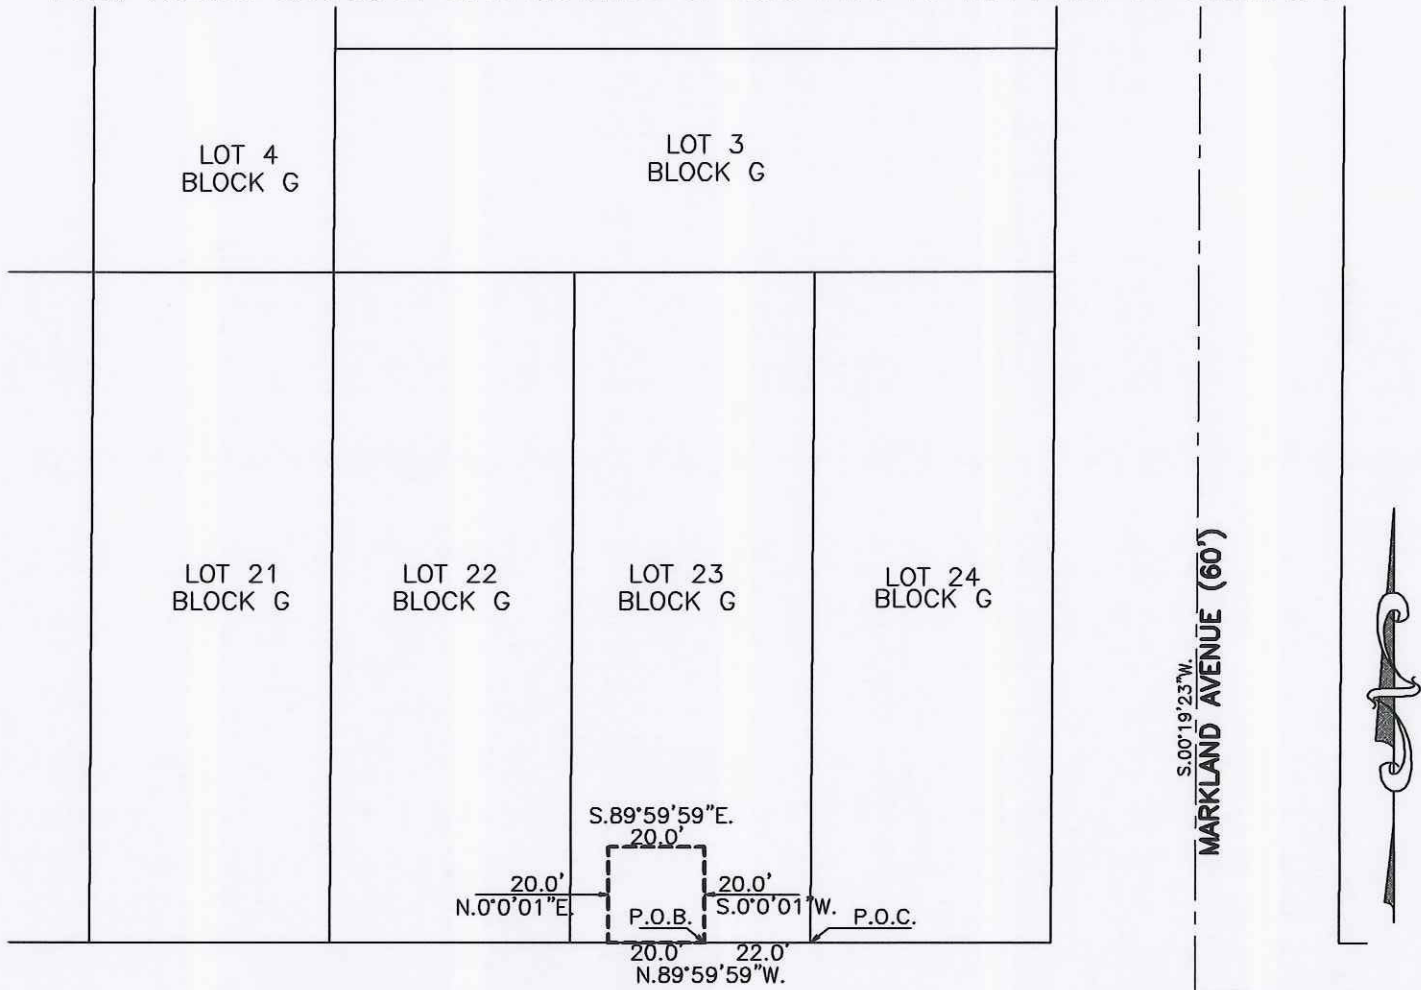 LOT 4
BLOCK G
LOT 3
BLOCK G
LOT 21
BLOCK G
LOT 22
BLOCK G
LOT 23
BLOCK G
LOT 24
BLOCK G
S.00°19'23"W.
MARKLAND AVENUE (60')
S.89°59'59"E.
20.0'
20.0'
N.0°0'01"E.
20.0'
S.0°0'01"W.
P.O.B.
P.O.C.
20.0' 22.0'
N.89°59'59"W.